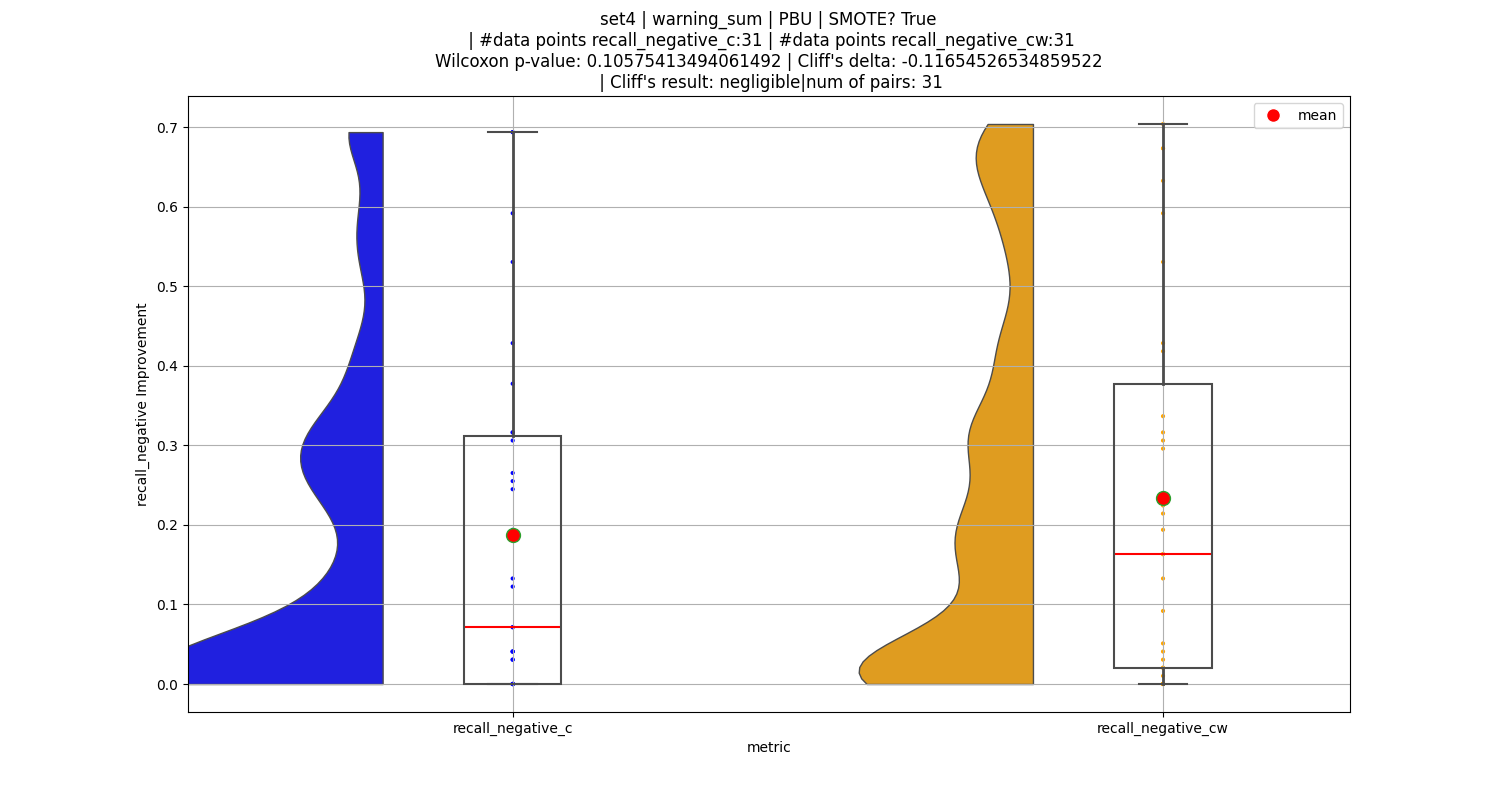 set4 | warning_sum | PBU | SMOTE? True
| #data points recall_negative_c:31 | #data points recall_negative_cw:31
Wilcoxon p-value: 0.10575413494061492 | Cliff's delta: -0.11654526534859522
| Cliff's result: negligible|num of pairs: 31
mean
0.7
0.6
0.5
0.4
0.3
0.2
0.1
0.0
recall_negative Improvement
recall_negative_c
recall_negative_cw
metric